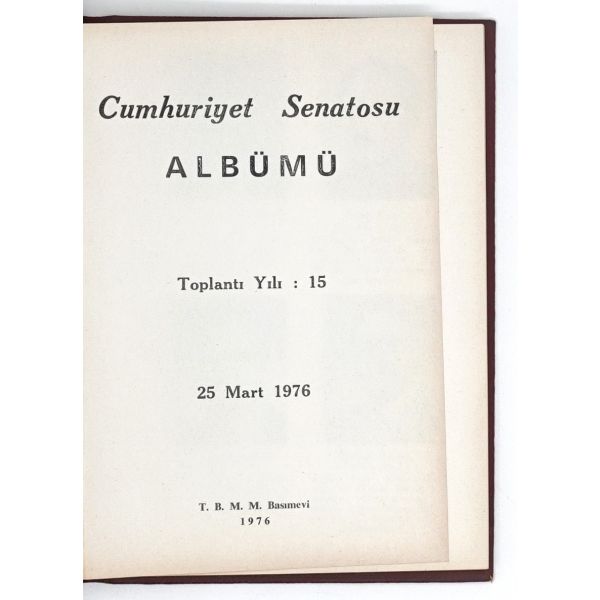 Cumhuriyet Senatosu
ALBÜMÜ
Toplantı Yılı : 15
25 Mart 1976
T. B. M. M. Basımevi
1976